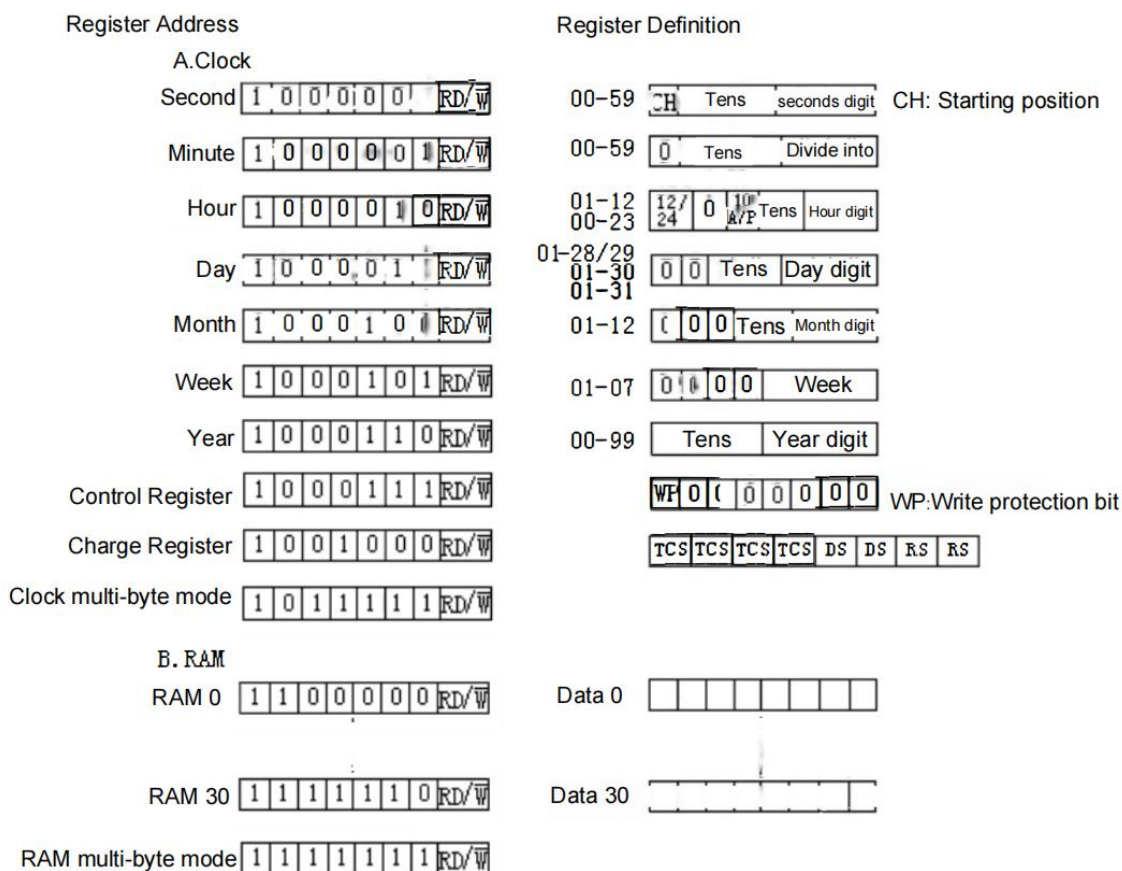 Register Address Register Definition
A.Clock
Second 1 0 0 0 0 0 RD/W̅ 00-59 CH Tens seconds digit CH: Starting position
Minute 1 0 0 0 0 0 1 RD/W̅ 00-59 0 Tens Divide into
Hour 1 0 0 0 0 1 0 RD/W̅ 01-12 00-23 12/24 0 10 A/P Tens Hour digit
Day 1 0 0 0 0 1 RD/W̅ 01-28/29 01-30 01-31 0 0 Tens Day digit
Month 1 0 0 0 1 0 RD/W̅ 01-12 0 0 Tens Month digit
Week 1 0 0 0 1 0 1 RD/W̅ 01-07 0 0 0 0 Week
Year 1 0 0 0 1 1 0 RD/W̅ 00-99 Tens Year digit
Control Register 1 0 0 0 1 1 1 RD/W̅ WP 0 0 0 0 0 0 WP:Write protection bit
Charge Register 1 0 0 1 0 0 0 RD/W̅ TCS TCS TCS TCS DS DS RS RS
Clock multi-byte mode 1 0 1 1 1 1 1 RD/W̅
B.RAM
RAM 0 1 1 0 0 0 0 0 RD/W̅ Data 0
RAM 30 1 1 1 1 1 1 0 RD/W̅ Data 30
RAM multi-byte mode 1 1 1 1 1 1 1 RD/W̅